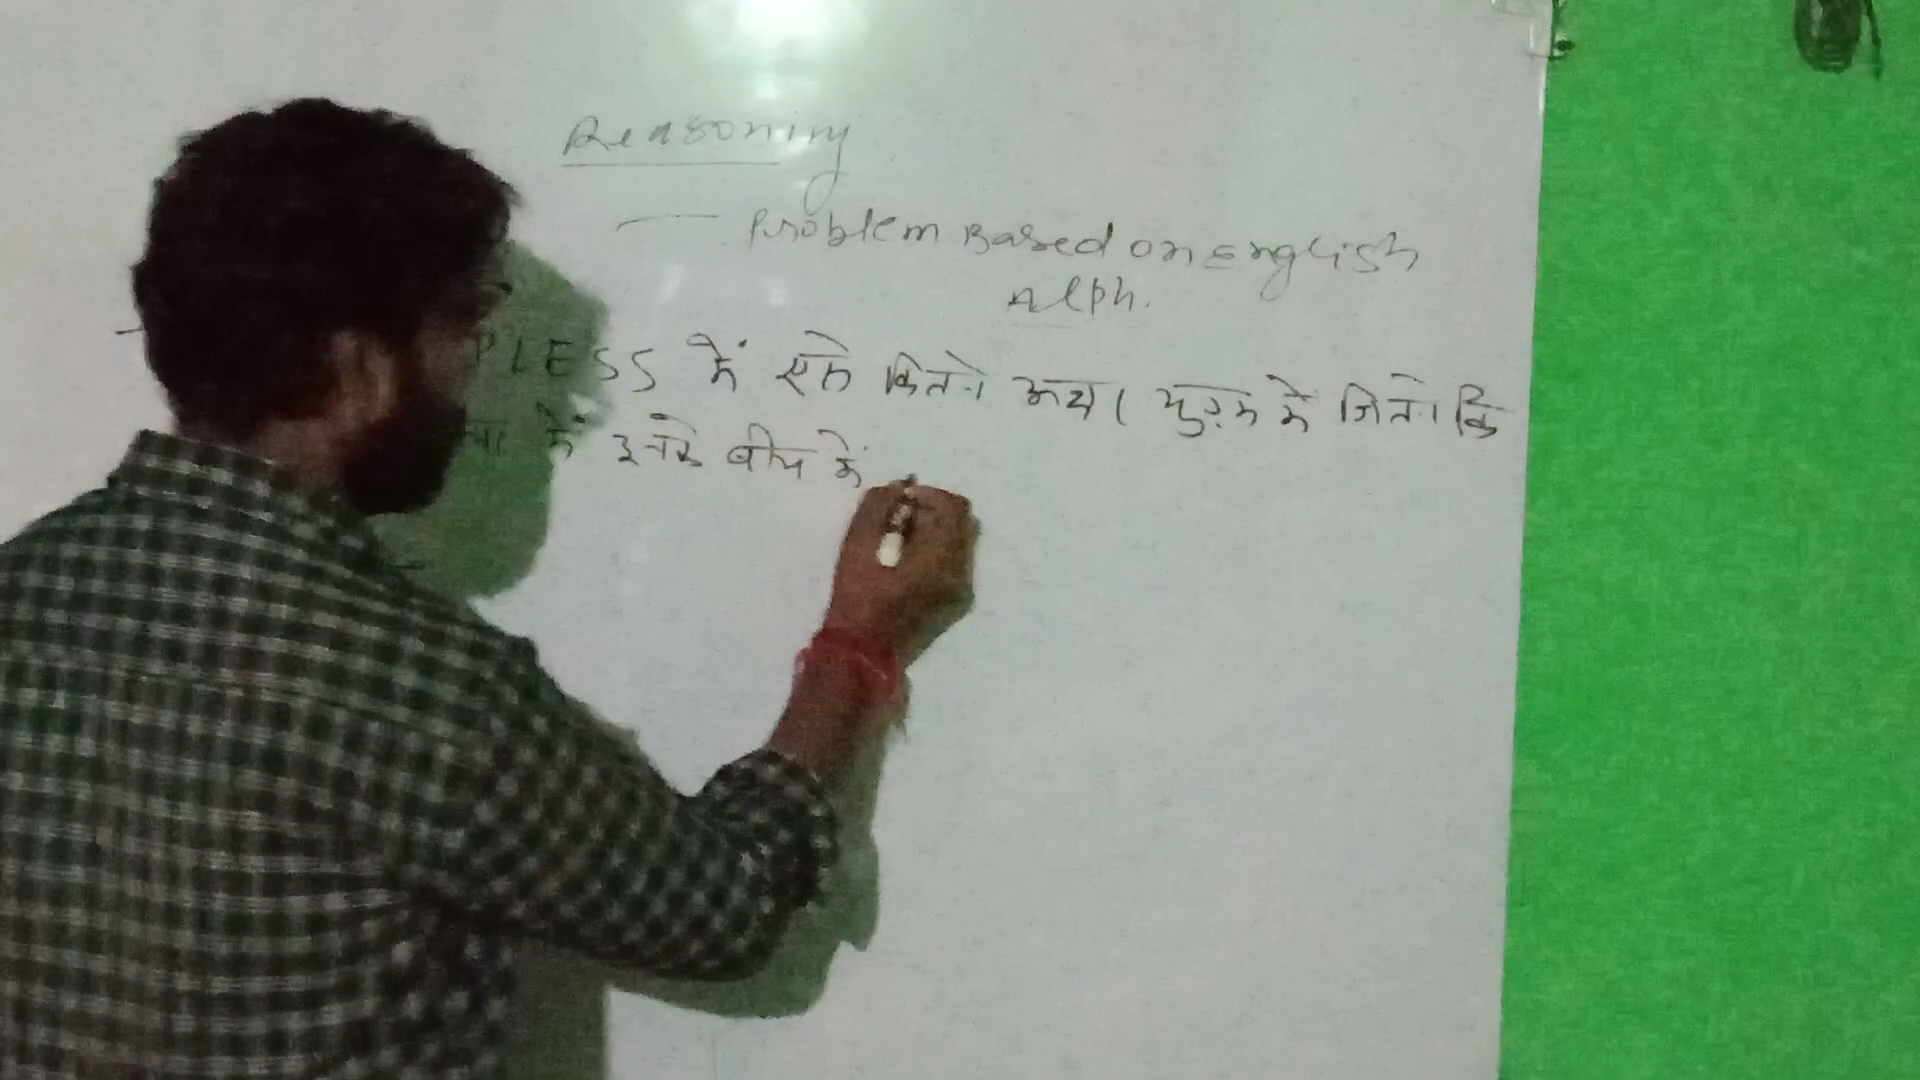 Reasoning
— Problem Based on English
Alph.
PLESS में ऐसे कितने अक्षर युग्म है जितने कि
में उनके बीच के